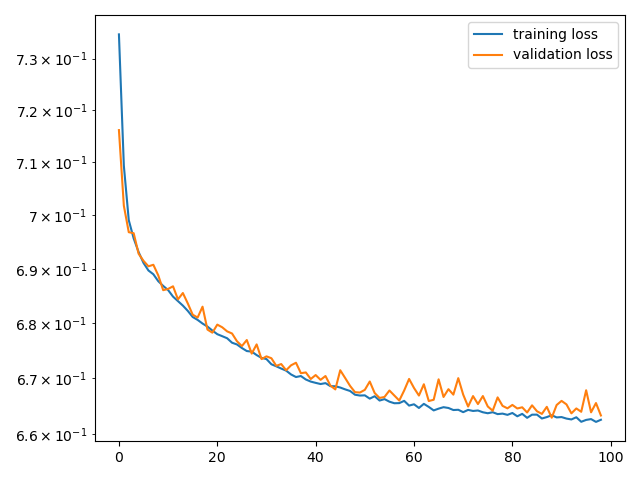 training loss
validation loss
7.3 × 10⁻¹
7.2 × 10⁻¹
7.1 × 10⁻¹
7 × 10⁻¹
6.9 × 10⁻¹
6.8 × 10⁻¹
6.7 × 10⁻¹
6.6 × 10⁻¹
0 20 40 60 80 100